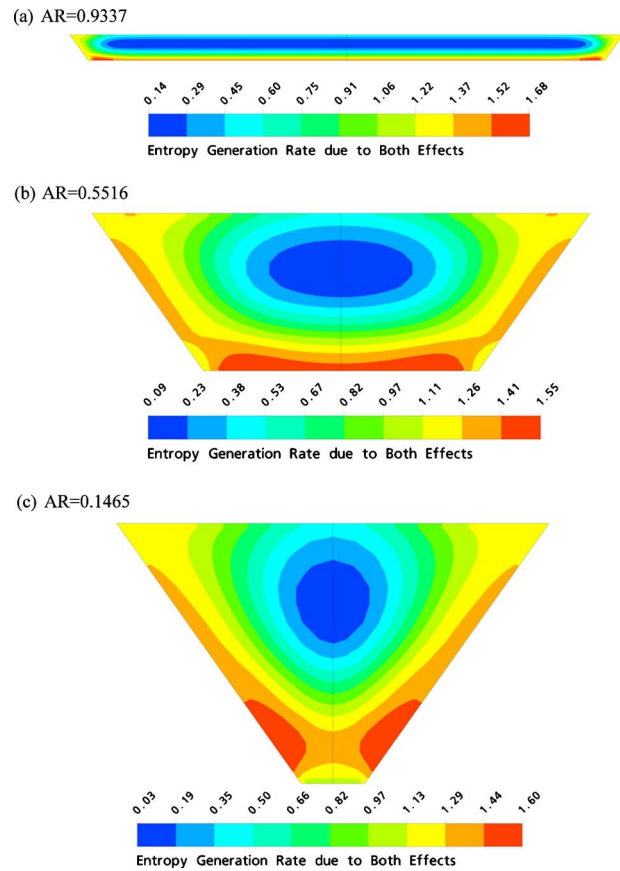 (a) AR=0.9337
0.14 0.29 0.45 0.60 0.75 0.91 1.06 1.22 1.37 1.52 1.68
Entropy Generation Rate due to Both Effects
(b) AR=0.5516
0.09 0.23 0.38 0.53 0.67 0.82 0.97 1.11 1.26 1.41 1.55
Entropy Generation Rate due to Both Effects
(c) AR=0.1465
0.03 0.19 0.35 0.50 0.66 0.82 0.97 1.13 1.29 1.44 1.60
Entropy Generation Rate due to Both Effects